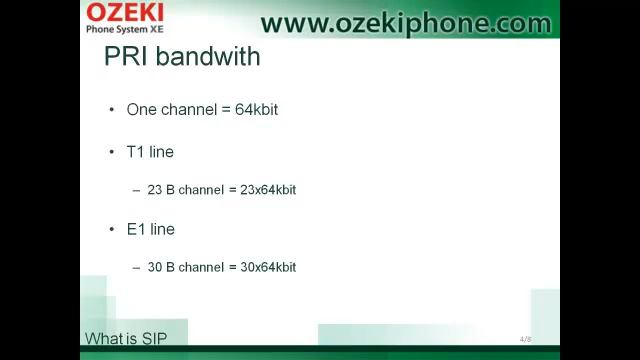 OZEKI
Phone System XE
www.ozekiphone.com
PRI bandwith
• One channel = 64kbit
• T1 line
– 23 B channel = 23x64kbit
• E1 line
– 30 B channel = 30x64kbit
What is SIP
4/8